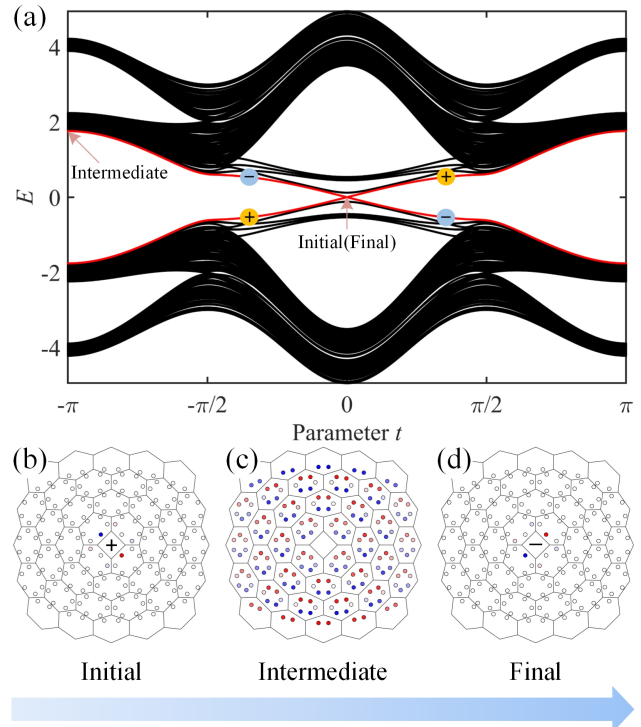 (a)
E
4
2
0
-2
-4
Intermediate
−
+
+
−
Initial(Final)
-π
-π/2
0
π/2
π
Parameter t
(b)
(c)
(d)
+
−
Initial
Intermediate
Final